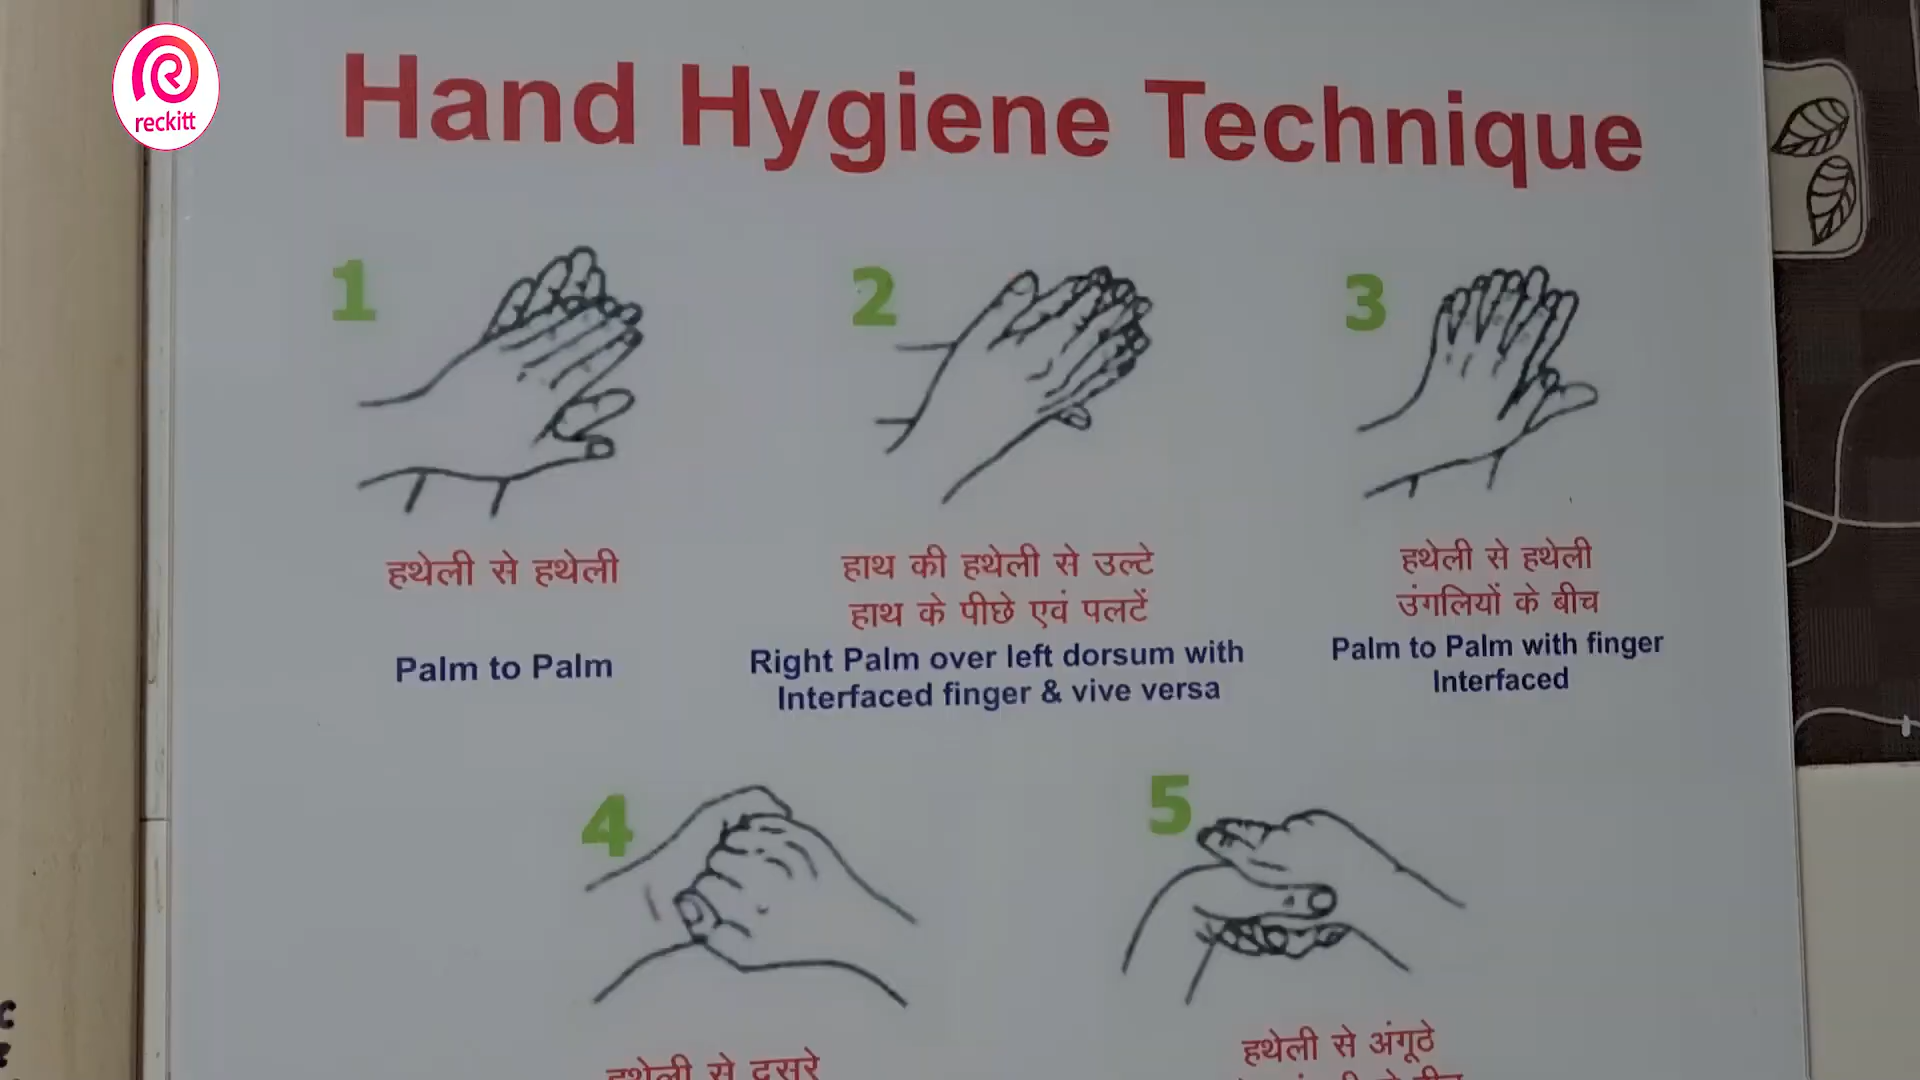 reckitt
Hand Hygiene Technique
1
2
3
हथेली से हथेली
Palm to Palm
हाथ की हथेली से उल्टे
हाथ के पीछे एवं पलटें
Right Palm over left dorsum with
Interfaced finger & vive versa
हथेली से हथेली
उंगलियों के बीच
Palm to Palm with finger
Interfaced
4
5
हथेली से दूसरे
हथेली से अंगूठे